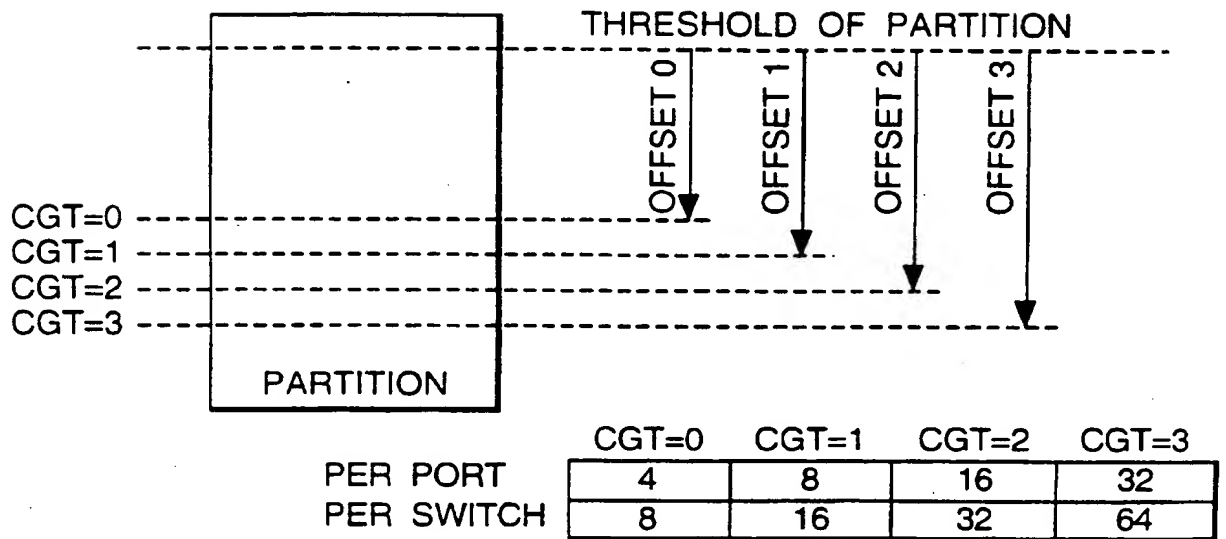 THRESHOLD OF PARTITION
OFFSET 0
OFFSET 1
OFFSET 2
OFFSET 3
CGT=0
CGT=1
CGT=2
CGT=3
PARTITION
CGT=0 CGT=1 CGT=2 CGT=3
PER PORT 4 8 16 32
PER SWITCH 8 16 32 64